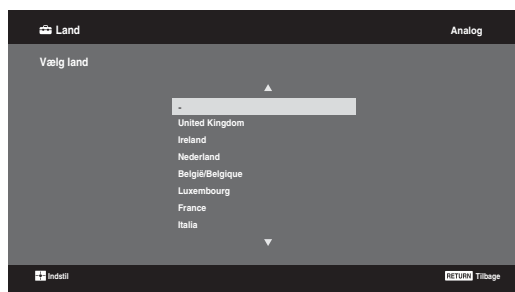 Land
Analog
Vælg land
-
United Kingdom
Ireland
Nederland
België/Belgique
Luxembourg
France
Italia
Indstil
RETURN Tilbage